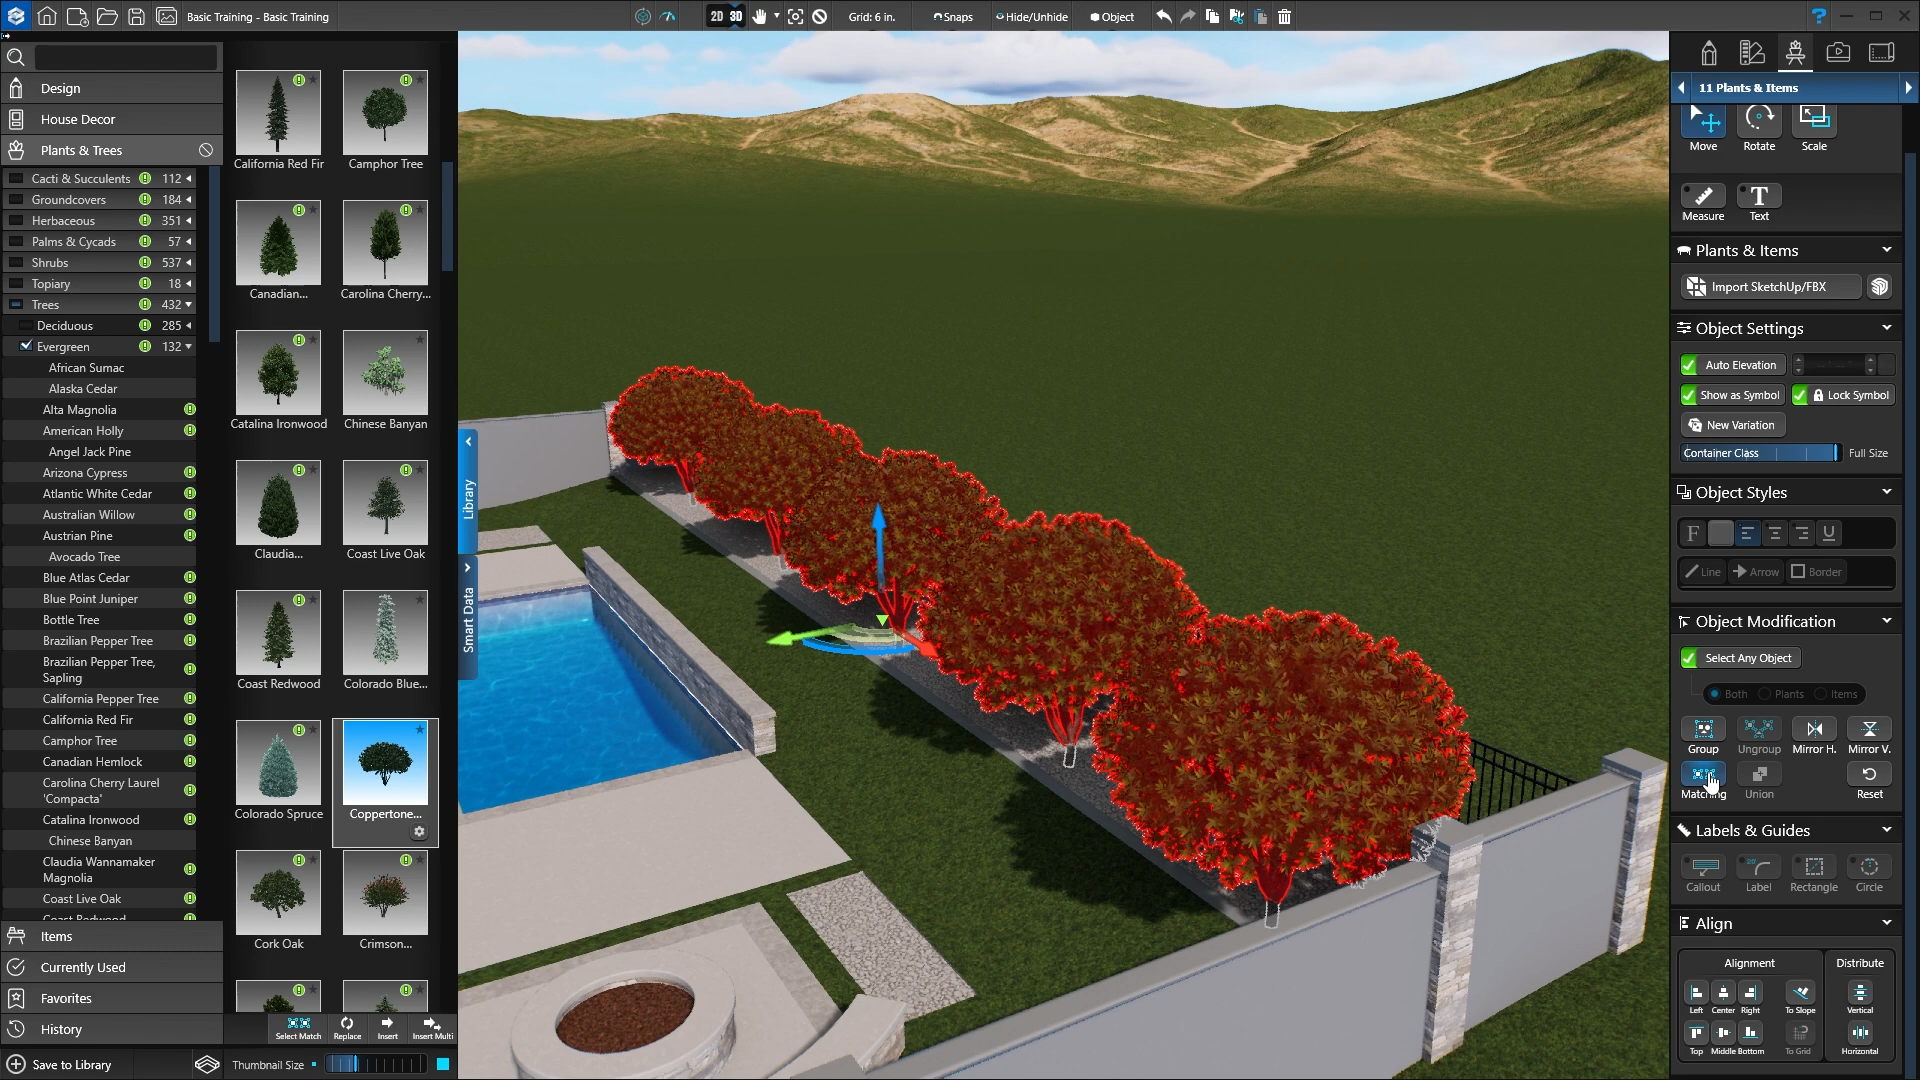 Basic Training - Basic Training
2D 3D
Grid: 6 in.
Snaps
Hide/Unhide
Object
?
Design
House Decor
Plants & Trees
Cacti & Succulents 112
Groundcovers 184
Herbaceous 351
Palms & Cycads 57
Shrubs 537
Topiary 18
Trees 432
Deciduous 285
Evergreen 132
African Sumac
Alaska Cedar
Alta Magnolia
American Holly
Angel Jack Pine
Arizona Cypress
Atlantic White Cedar
Australian Willow
Austrian Pine
Avocado Tree
Blue Atlas Cedar
Blue Point Juniper
Bottle Tree
Brazilian Pepper Tree
Brazilian Pepper Tree,
Sapling
California Pepper Tree
California Red Fir
Camphor Tree
Canadian Hemlock
Carolina Cherry Laurel
'Compacta'
Catalina Ironwood
Chinese Banyan
Claudia Wannamaker
Magnolia
Coast Live Oak
Coast Redwood
Items
Currently Used
Favorites
History
Save to Library
California Red Fir
Camphor Tree
Canadian...
Carolina Cherry...
Catalina Ironwood
Chinese Banyan
Claudia...
Coast Live Oak
Coast Redwood
Colorado Blue...
Colorado Spruce
Coppertone...
Cork Oak
Crimson...
Select Match
Replace
Insert
Insert Multi
Thumbnail Size
Library
Smart Data
11 Plants & Items
Move
Rotate
Scale
Measure
Text
Plants & Items
Import SketchUp/FBX
Object Settings
Auto Elevation
Show as Symbol
Lock Symbol
New Variation
Container Class
Full Size
Object Styles
Line
Arrow
Border
Object Modification
Select Any Object
Both
Plants
Items
Group
Ungroup
Mirror H.
Mirror V.
Matching
Union
Reset
Labels & Guides
Callout
Label
Rectangle
Circle
Align
Alignment
Distribute
Left
Center
Right
To Slope
Vertical
Top
Middle
Bottom
To Grid
Horizontal